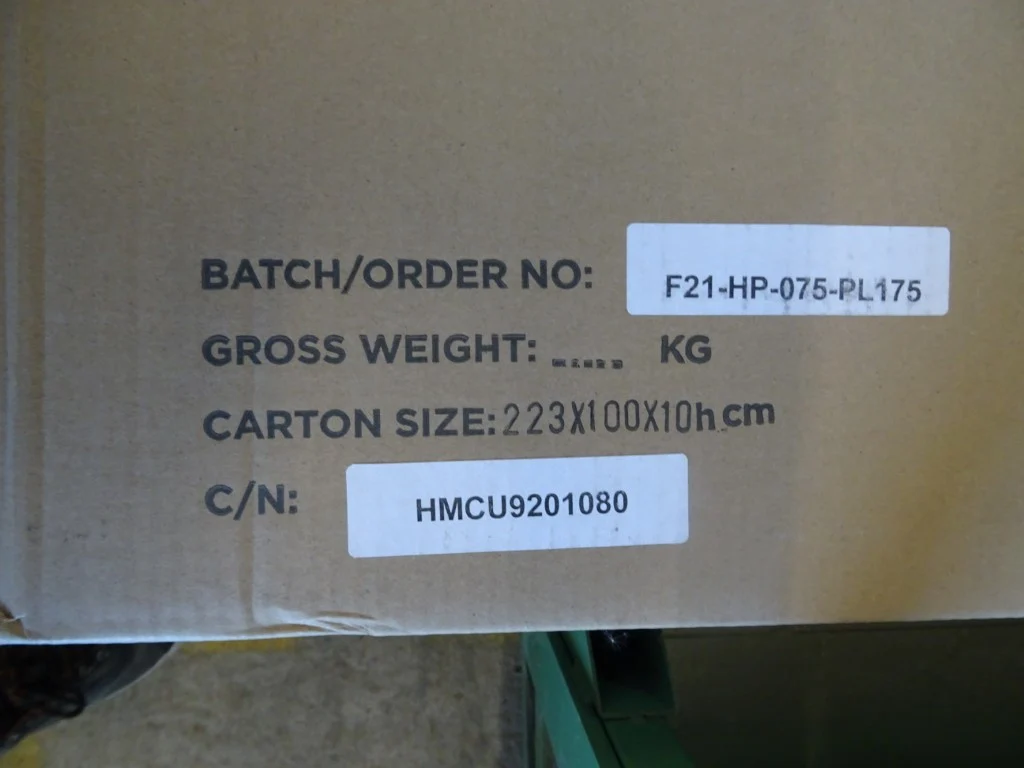 BATCH/ORDER NO: F21-HP-075-PL175
GROSS WEIGHT: KG
CARTON SIZE: 223X100X10h cm
C/N: HMCU9201080